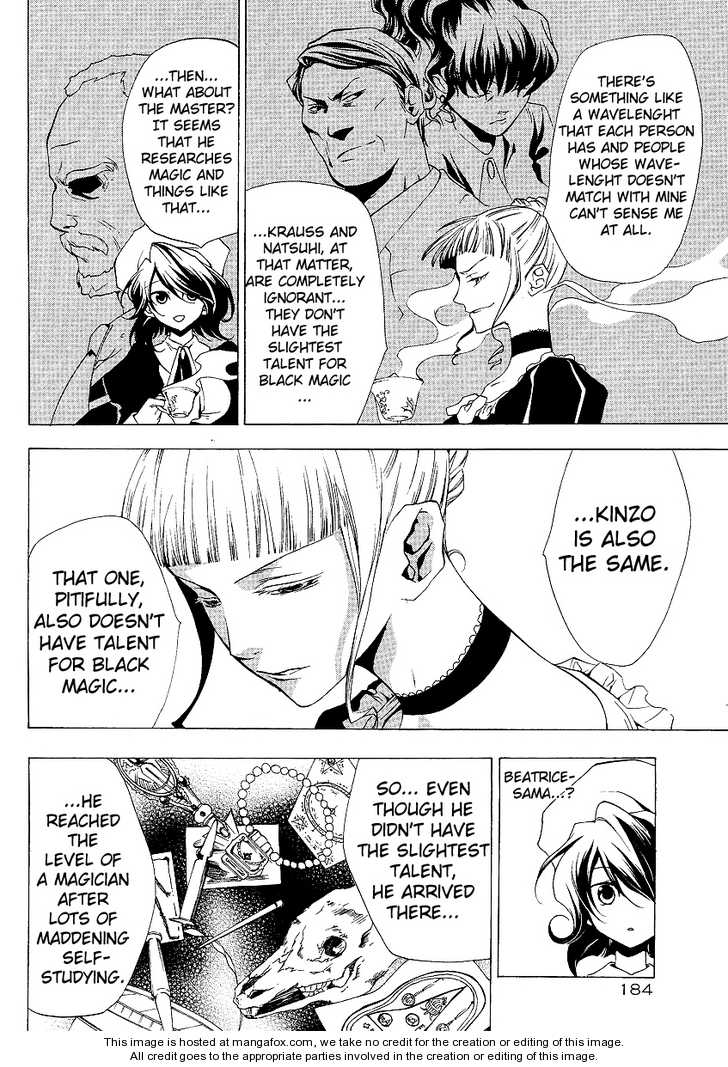 THERE'S
SOMETHING LIKE
A WAVELENGHT
THAT EACH PERSON
HAS AND PEOPLE
WHOSE WAVE-
LENGHT DOESN'T
MATCH WITH MINE
CAN'T SENSE ME
AT ALL.
...KRAUSS AND
NATSUHI, AT
THAT MATTER,
ARE COMPLETELY
IGNORANT...
THEY DON'T
HAVE THE
SLIGHTEST
TALENT FOR
BLACK MAGIC
...
...THEN...
WHAT ABOUT
THE MASTER?
IT SEEMS
THAT HE
RESEARCHES
MAGIC AND
THINGS LIKE
THAT...
...KINZO
IS ALSO
THE SAME.
THAT ONE,
PITIFULLY,
ALSO DOESN'T
HAVE TALENT
FOR BLACK
MAGIC...
BEATRICE-
SAMA...?
SO... EVEN
THOUGH HE
DIDN'T HAVE
THE SLIGHTEST
TALENT,
HE ARRIVED
THERE...
...HE
REACHED
THE
LEVEL OF
A MAGICIAN
AFTER
LOTS OF
MADDENING
SELF-
STUDYING.
184
This image is hosted at mangafox.com, we take no credit for the creation or editing of this image.
All credit goes to the appropriate parties involved in the creation or editing of this image.